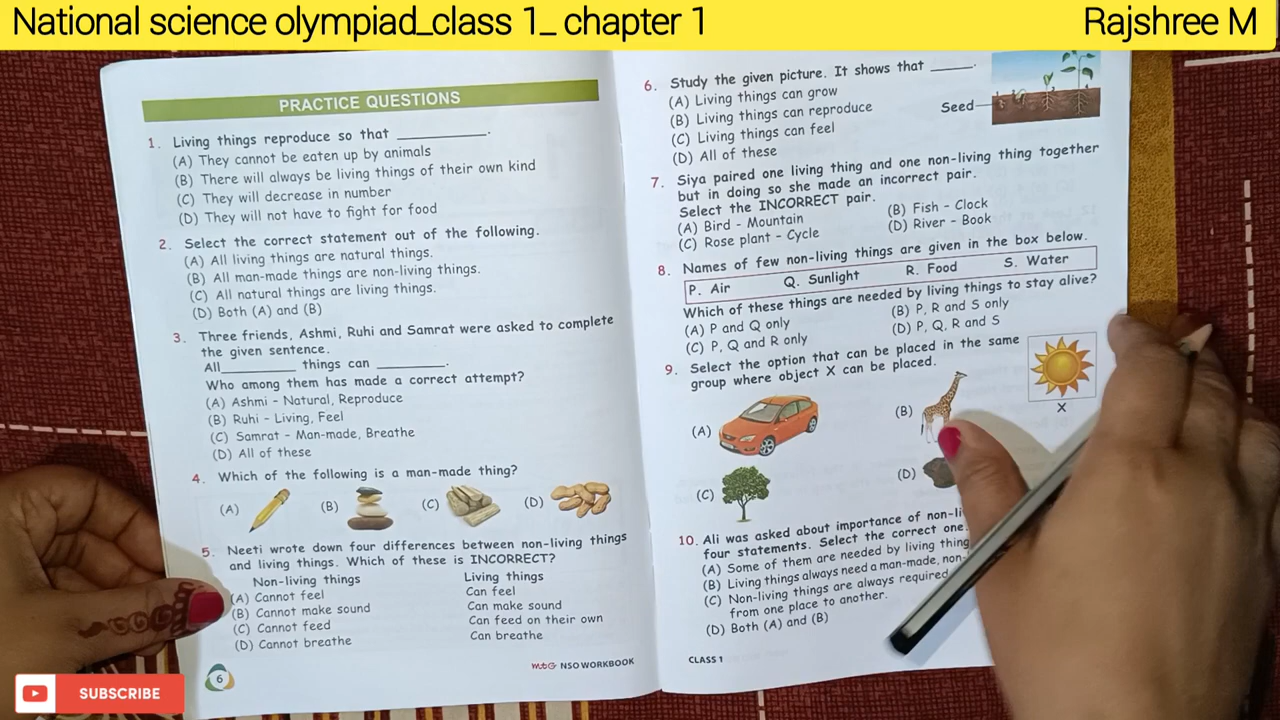 National science olympiad_class 1_ chapter 1
Rajshree M
PRACTICE QUESTIONS
1. Living things reproduce so that ___________.
(A) They cannot be eaten up by animals
(B) There will always be living things of their own kind
(C) They will decrease in number
(D) They will not have to fight for food
2. Select the correct statement out of the following.
(A) All living things are natural things.
(B) All man-made things are non-living things.
(C) All natural things are living things.
(D) Both (A) and (B)
3. Three friends, Ashmi, Ruhi and Samrat were asked to complete
the given sentence.
All_________ things can ________.
Who among them has made a correct attempt?
(A) Ashmi - Natural, Reproduce
(B) Ruhi - Living, Feel
(C) Samrat - Man-made, Breathe
(D) All of these
4. Which of the following is a man-made thing?
(A) (B) (C) (D)
5. Neeti wrote down four differences between non-living things
and living things. Which of these is INCORRECT?
Non-living things Living things
(A) Cannot feel Can feel
(B) Cannot make sound Can make sound
(C) Cannot feed Can feed on their own
(D) Cannot breathe Can breathe
6
MtG NSO WORKBOOK
6. Study the given picture. It shows that _____.
(A) Living things can grow
(B) Living things can reproduce
(C) Living things can feel
(D) All of these
Seed
7. Siya paired one living thing and one non-living thing together
but in doing so she made an incorrect pair.
Select the INCORRECT pair.
(A) Bird - Mountain (B) Fish - Clock
(C) Rose plant - Cycle (D) River - Book
8. Names of few non-living things are given in the box below.
P. Air Q. Sunlight R. Food S. Water
Which of these things are needed by living things to stay alive?
(A) P and Q only (B) P, R and S only
(C) P, Q and R only (D) P, Q, R and S
9. Select the option that can be placed in the same
group where object X can be placed.
X
(A) (B)
(C) (D)
10. Ali was asked about importance of non-li
four statements. Select the correct one.
(A) Some of them are needed by living thing
(B) Living things always need a man-made, non-
(C) Non-living things are always required
from one place to another.
(D) Both (A) and (B)
CLASS 1
SUBSCRIBE